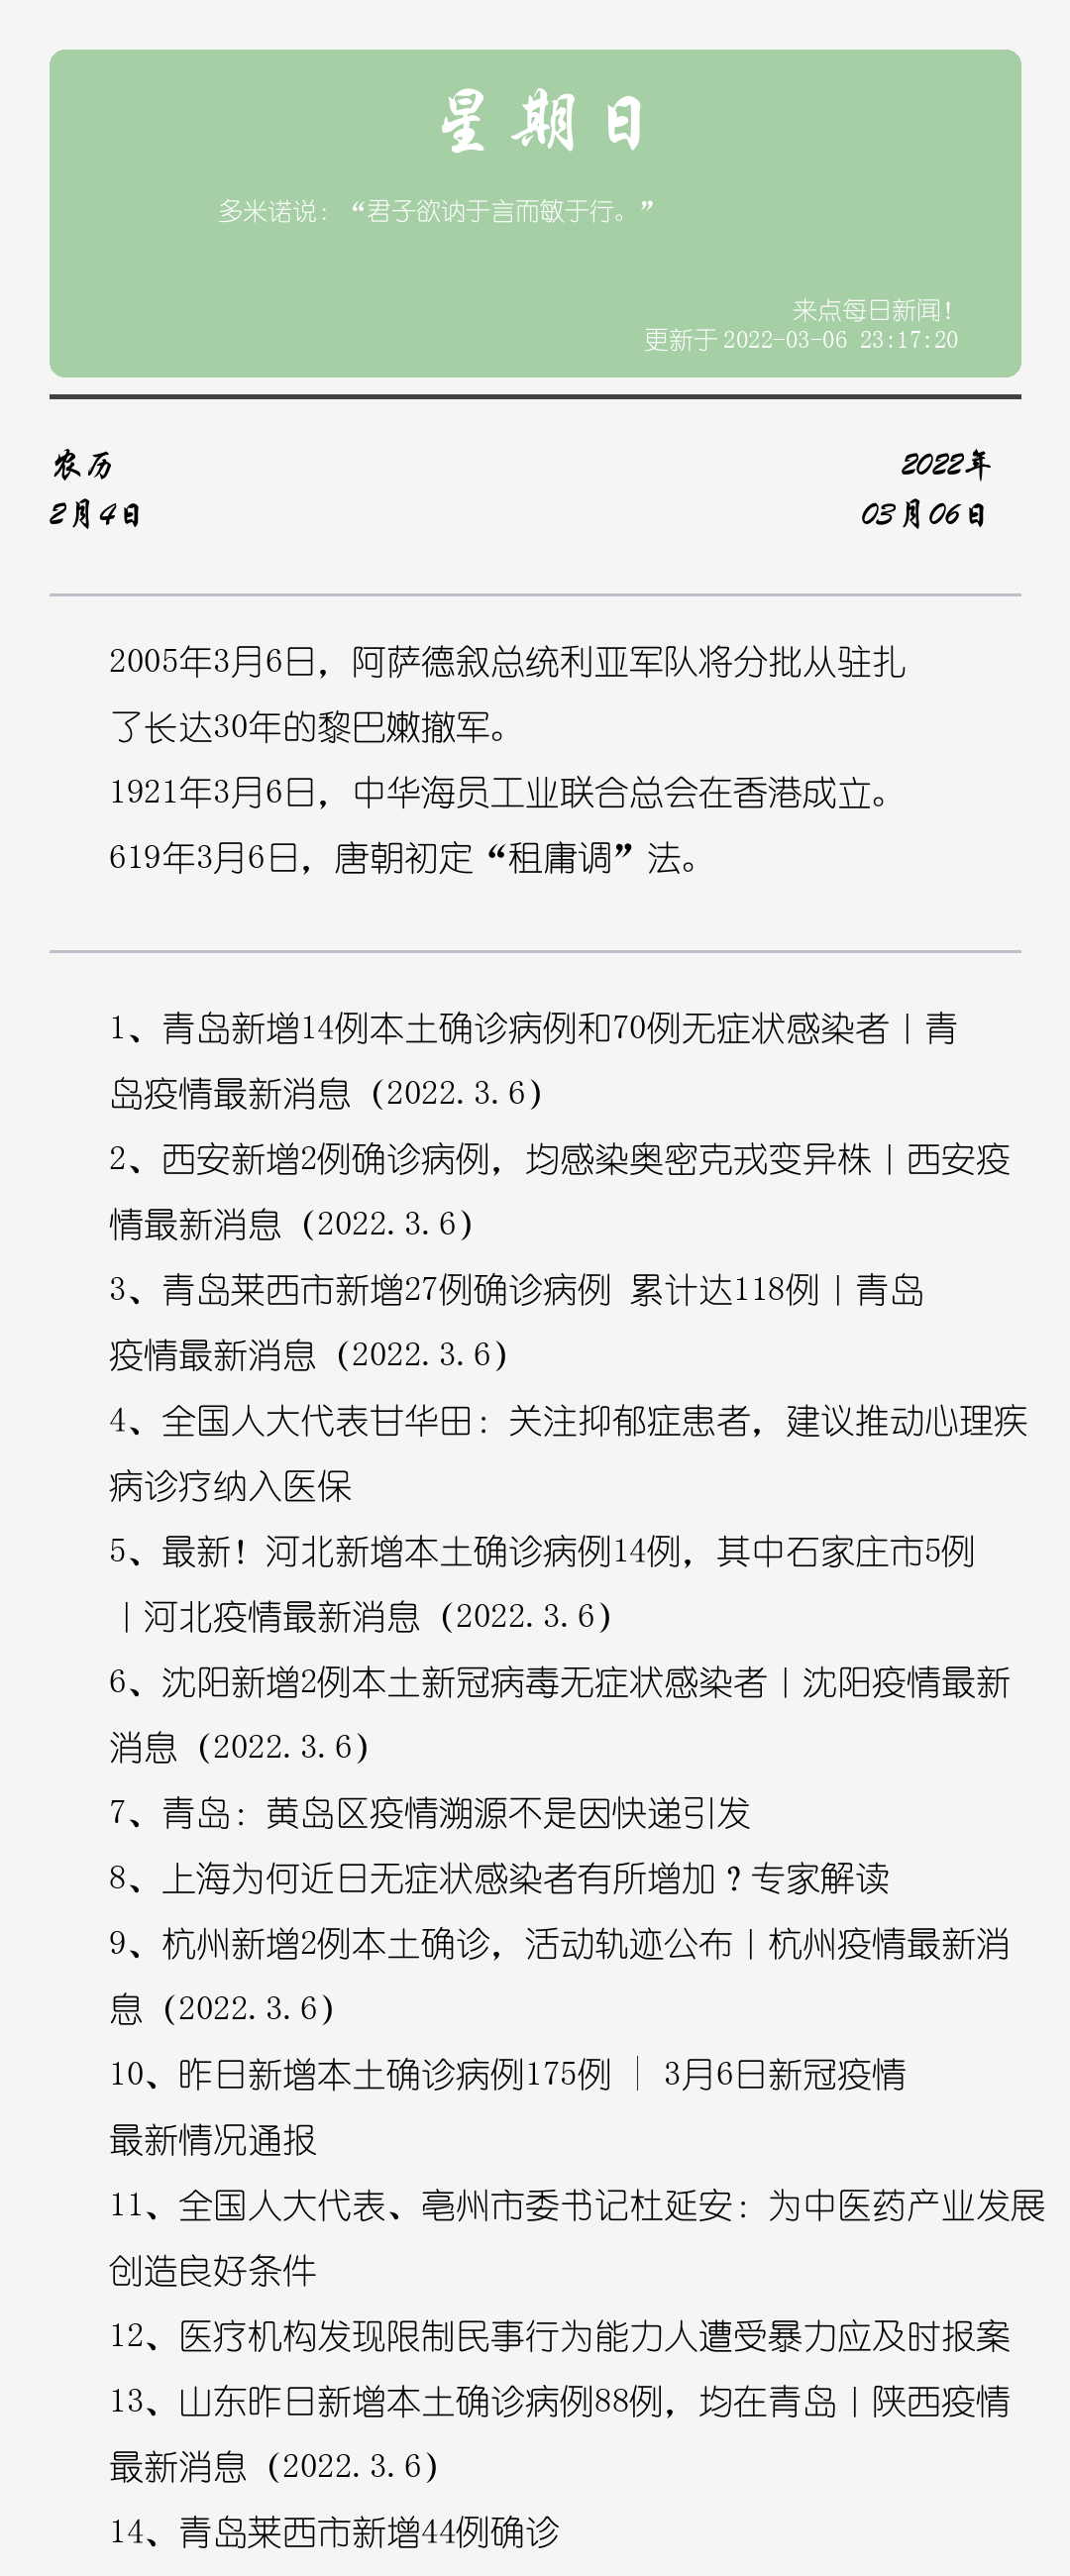 星期日
多米诺说：“君子欲讷于言而敏于行。”
来点每日新闻！
更新于 2022-03-06 23:17:20
农历
2月4日
2022年
03月06日
2005年3月6日，阿萨德叙总统利亚军队将分批从驻扎
了长达30年的黎巴嫩撤军。
1921年3月6日，中华海员工业联合总会在香港成立。
619年3月6日，唐朝初定“租庸调”法。
1、青岛新增14例本土确诊病例和70例无症状感染者丨青
岛疫情最新消息（2022.3.6）
2、西安新增2例确诊病例，均感染奥密克戎变异株丨西安疫
情最新消息（2022.3.6）
3、青岛莱西市新增27例确诊病例 累计达118例丨青岛
疫情最新消息（2022.3.6）
4、全国人大代表甘华田：关注抑郁症患者，建议推动心理疾
病诊疗纳入医保
5、最新！河北新增本土确诊病例14例，其中石家庄市5例
丨河北疫情最新消息（2022.3.6）
6、沈阳新增2例本土新冠病毒无症状感染者丨沈阳疫情最新
消息（2022.3.6）
7、青岛：黄岛区疫情溯源不是因快递引发
8、上海为何近日无症状感染者有所增加？专家解读
9、杭州新增2例本土确诊，活动轨迹公布丨杭州疫情最新消
息（2022.3.6）
10、昨日新增本土确诊病例175例 │ 3月6日新冠疫情
最新情况通报
11、全国人大代表、亳州市委书记杜延安：为中医药产业发展
创造良好条件
12、医疗机构发现限制民事行为能力人遭受暴力应及时报案
13、山东昨日新增本土确诊病例88例，均在青岛丨陕西疫情
最新消息（2022.3.6）
14、青岛莱西市新增44例确诊